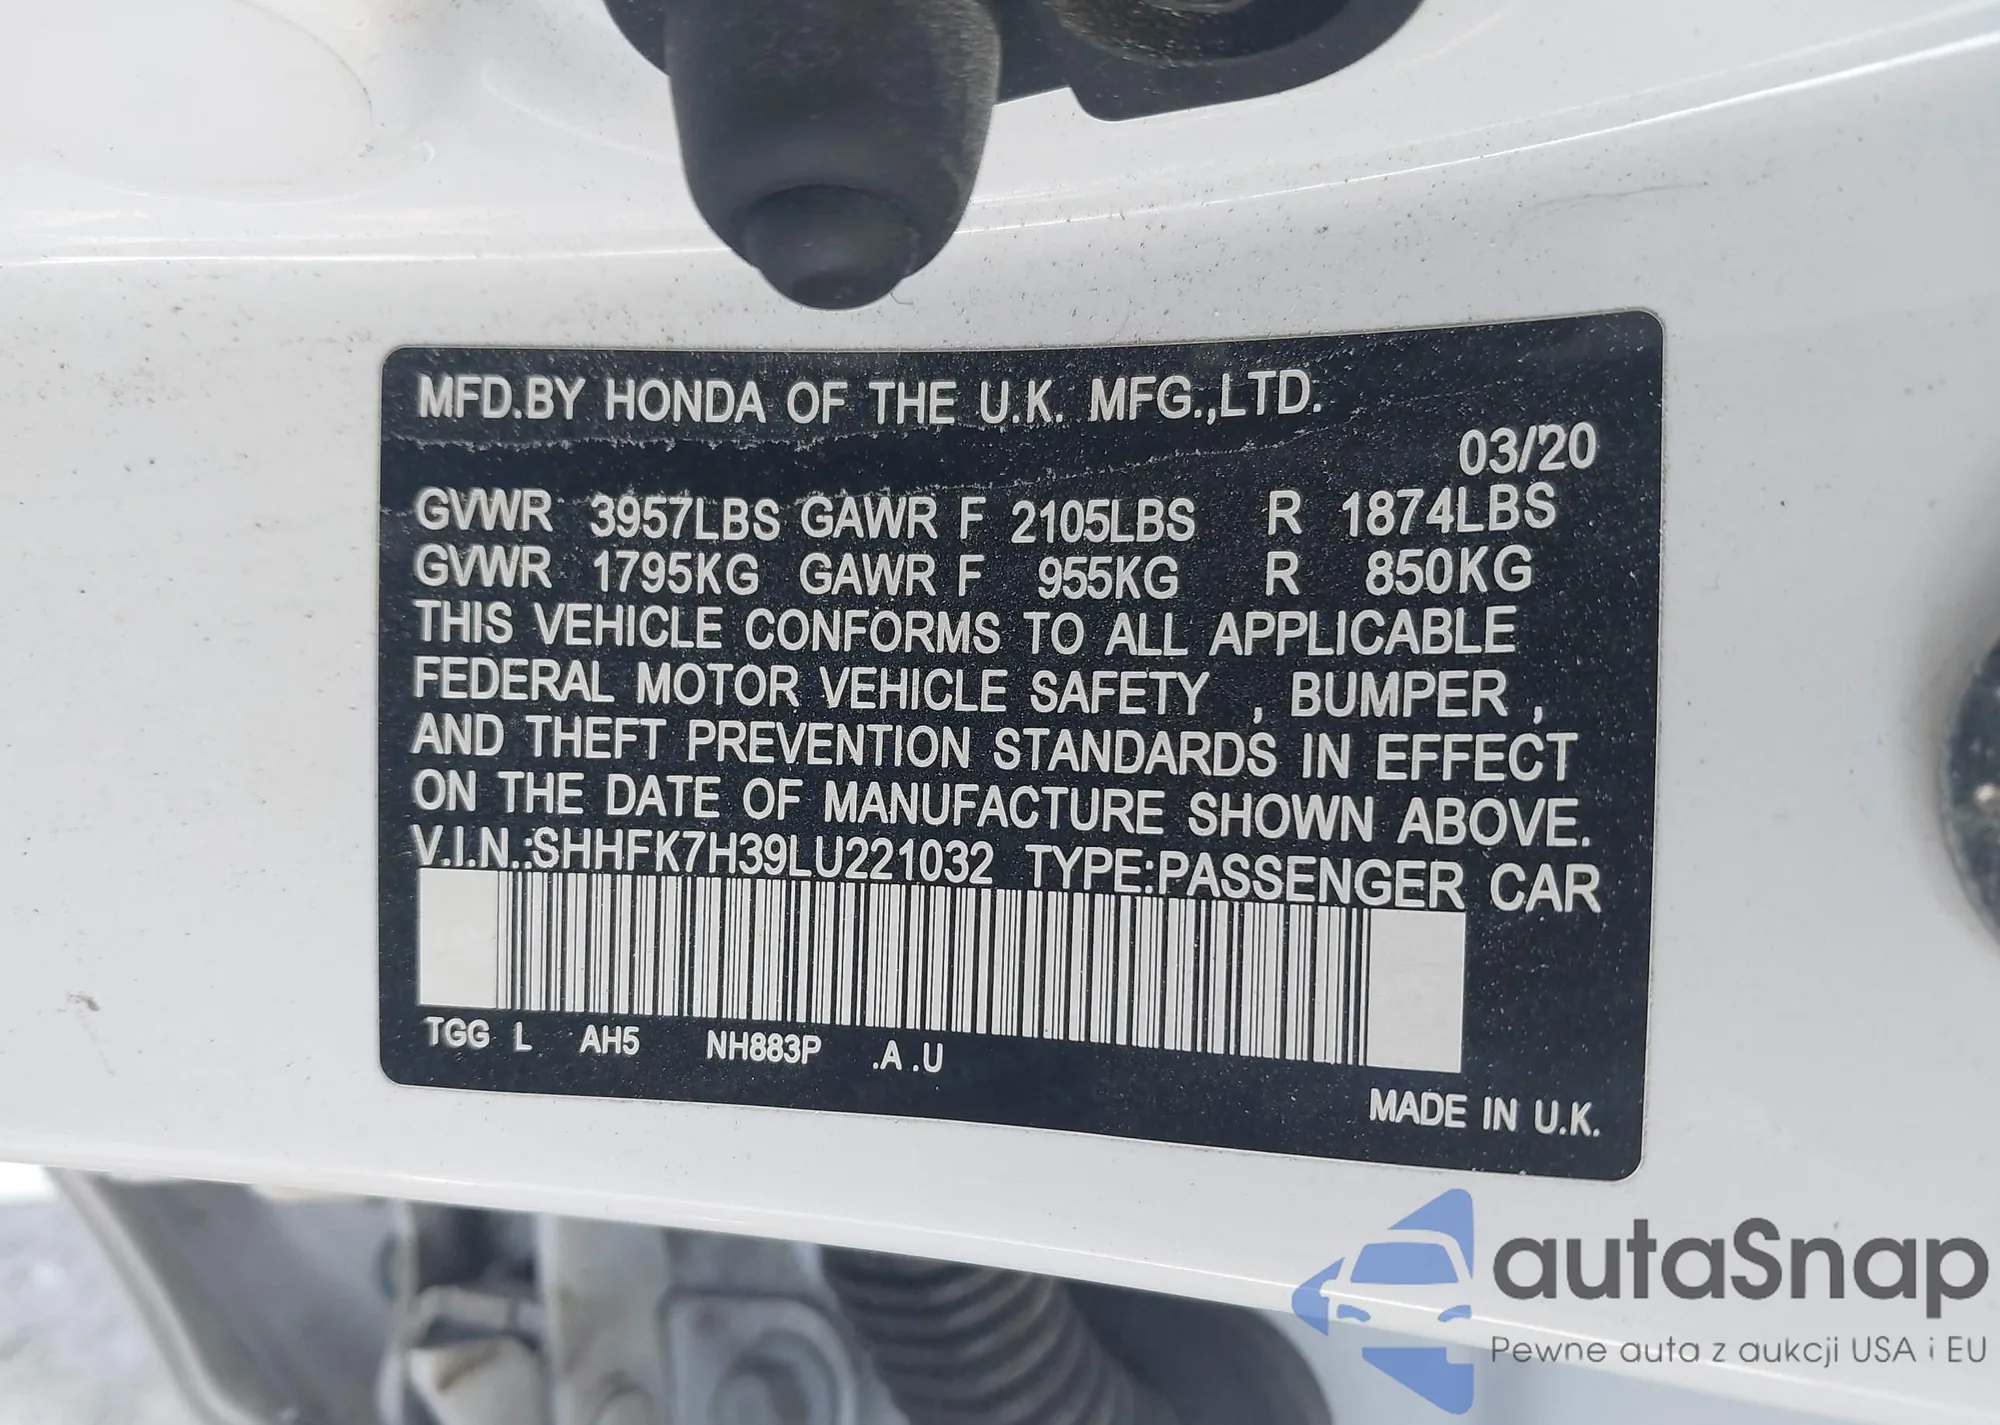 MFD.BY HONDA OF THE U.K. MFG.,LTD.
03/20
GVWR 3957LBS GAWR F 2105LBS R 1874LBS
GVWR 1795KG GAWR F 955KG R 850KG
THIS VEHICLE CONFORMS TO ALL APPLICABLE
FEDERAL MOTOR VEHICLE SAFETY , BUMPER ,
AND THEFT PREVENTION STANDARDS IN EFFECT
ON THE DATE OF MANUFACTURE SHOWN ABOVE.
V.I.N.:SHHFK7H39LU221032 TYPE:PASSENGER CAR
TGG L AH5 NH883P .A .U
MADE IN U.K.
autaSnap
Pewne auta z aukcji USA i EU